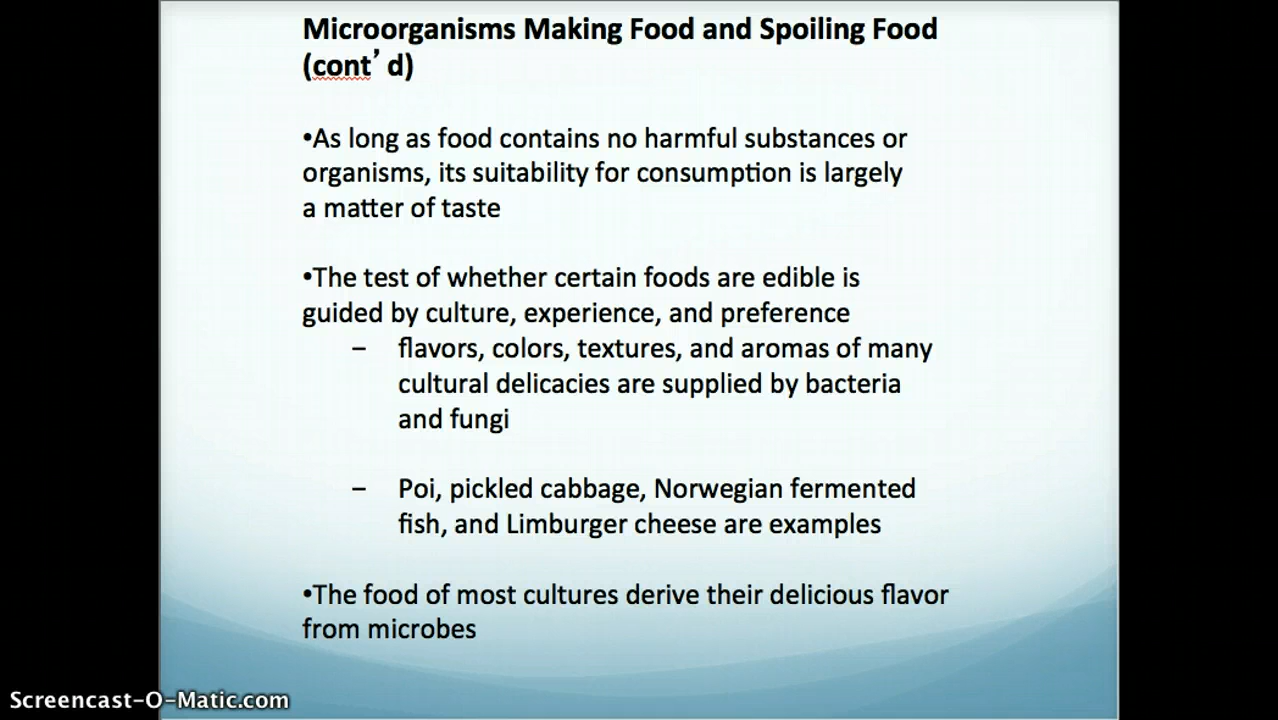 Microorganisms Making Food and Spoiling Food
(cont’ d)
•As long as food contains no harmful substances or
organisms, its suitability for consumption is largely
a matter of taste
•The test of whether certain foods are edible is
guided by culture, experience, and preference
– flavors, colors, textures, and aromas of many
cultural delicacies are supplied by bacteria
and fungi
– Poi, pickled cabbage, Norwegian fermented
fish, and Limburger cheese are examples
•The food of most cultures derive their delicious flavor
from microbes
Screencast-O-Matic.com